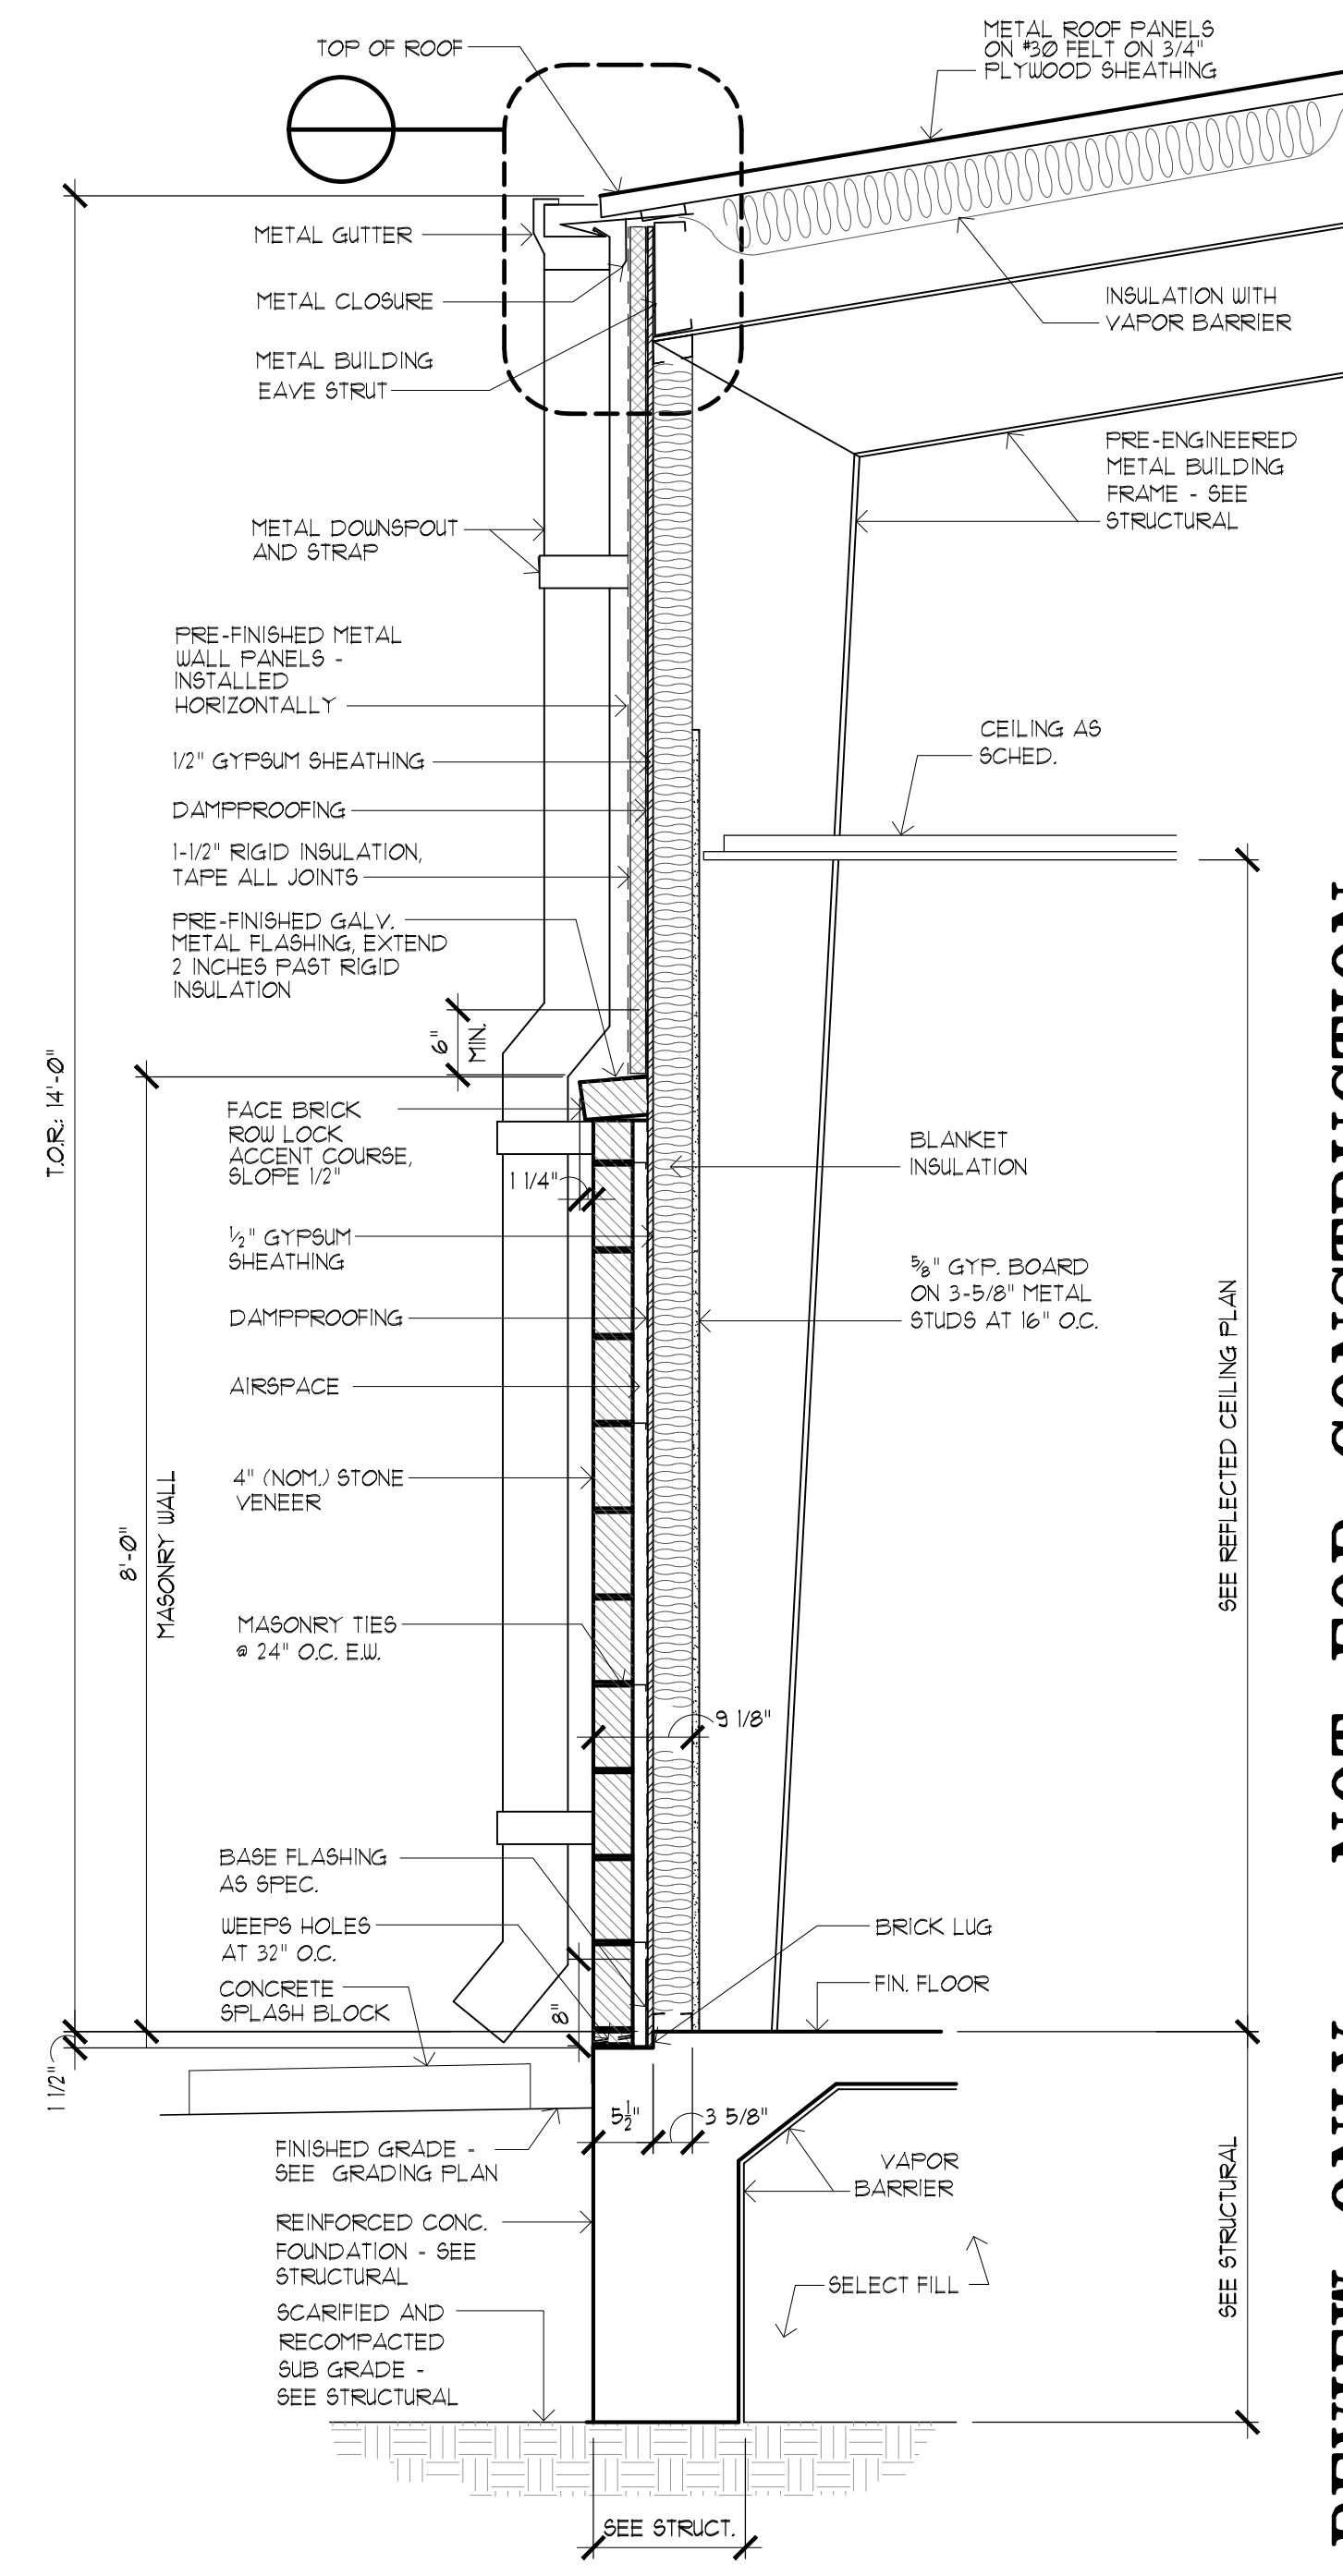 TOP OF ROOF
METAL ROOF PANELS
ON #30 FELT ON 3/4"
PLYWOOD SHEATHING
METAL GUTTER
METAL CLOSURE
METAL BUILDING
EAVE STRUT
INSULATION WITH
VAPOR BARRIER
PRE-ENGINEERED
METAL BUILDING
FRAME - SEE
STRUCTURAL
METAL DOWNSPOUT
AND STRAP
PRE-FINISHED METAL
WALL PANELS -
INSTALLED
HORIZONTALLY
1/2" GYPSUM SHEATHING
DAMPPROOFING
1-1/2" RIGID INSULATION,
TAPE ALL JOINTS
PRE-FINISHED GALV.
METAL FLASHING, EXTEND
2 INCHES PAST RIGID
INSULATION
CEILING AS
SCHED.
6"
MIN.
T.O.R.: 14'-0"
FACE BRICK
ROW LOCK
ACCENT COURSE,
SLOPE 1/2"
1 1/4"
½" GYPSUM
SHEATHING
DAMPPROOFING
AIRSPACE
4" (NOM.) STONE
VENEER
8'-0"
MASONRY WALL
MASONRY TIES
@ 24" O.C. E.W.
BLANKET
INSULATION
⅝" GYP. BOARD
ON 3-5/8" METAL
STUDS AT 16" O.C.
SEE REFLECTED CEILING PLAN
9 1/8"
BASE FLASHING
AS SPEC.
WEEPS HOLES
AT 32" O.C.
CONCRETE
SPLASH BLOCK
8"
BRICK LUG
FIN. FLOOR
1 1/2"
5½"
3 5/8"
FINISHED GRADE -
SEE GRADING PLAN
VAPOR
BARRIER
REINFORCED CONC.
FOUNDATION - SEE
STRUCTURAL
SELECT FILL
SCARIFIED AND
RECOMPACTED
SUB GRADE -
SEE STRUCTURAL
SEE STRUCTURAL
SEE STRUCT.